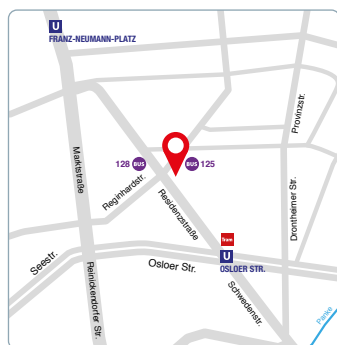 U
FRANZ-NEUMANN-PLATZ
Provinzstr.
Marktstraße
128 BUS
BUS 125
Reginhardstr.
Residenzstraße
Drontheimer Str.
Tram
U
OSLOER STR.
Seestr.
Osloer Str.
Reinickendorfer Str.
Schwedenstr.
Panke